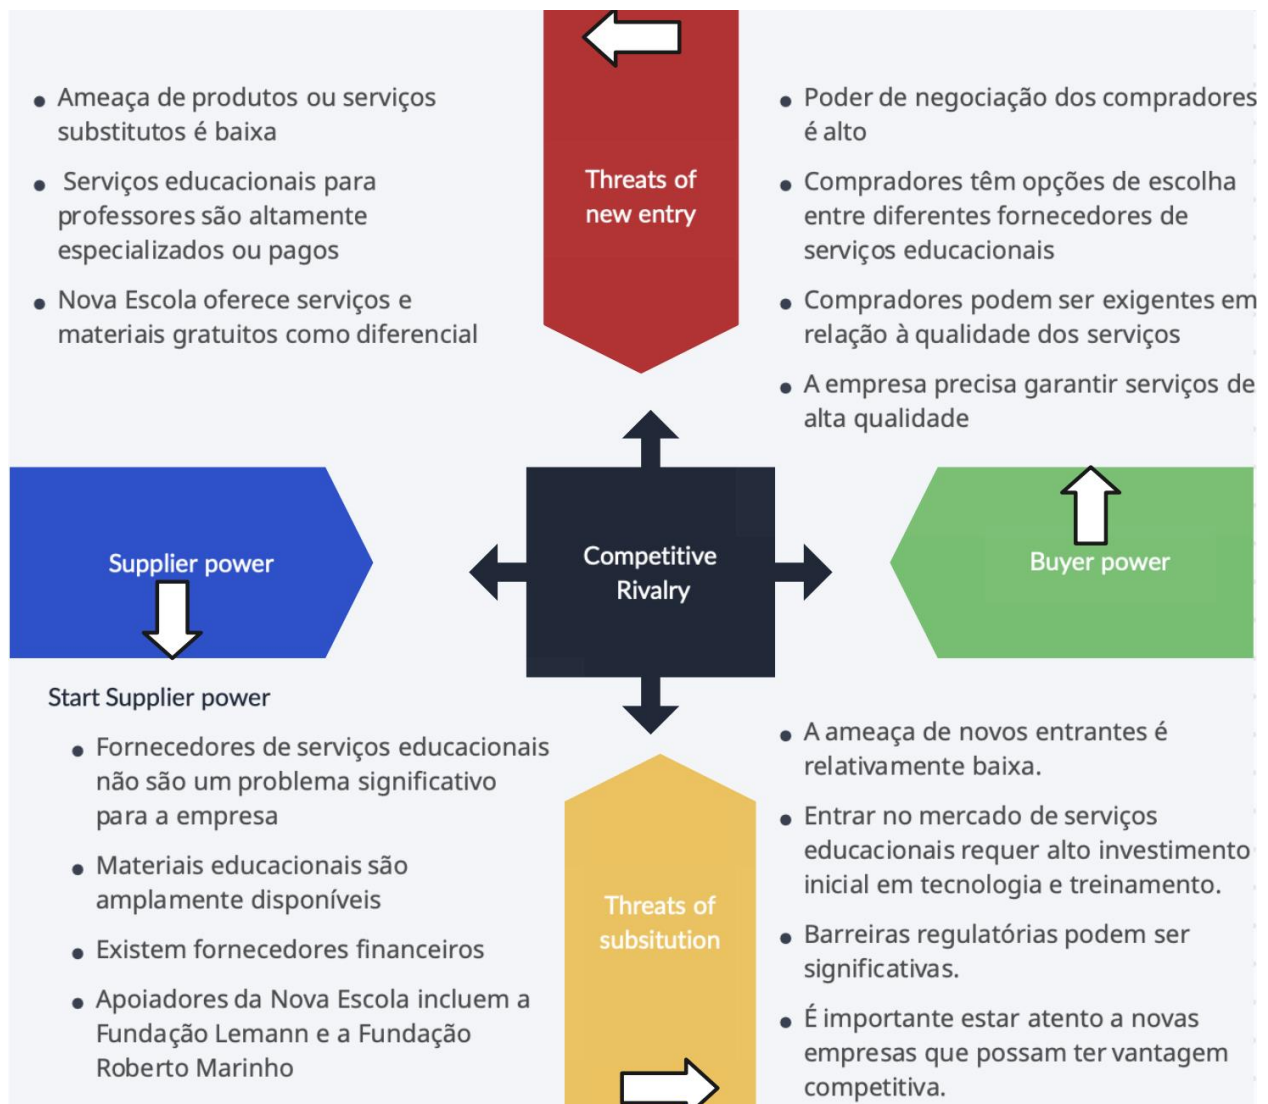 Ameaça de produtos ou serviços
substitutos é baixa
Serviços educacionais para
professores são altamente
especializados ou pagos
Nova Escola oferece serviços e
materiais gratuitos como diferencial
Threats of
new entry
Poder de negociação dos compradores
é alto
Compradores têm opções de escolha
entre diferentes fornecedores de
serviços educacionais
Compradores podem ser exigentes em
relação à qualidade dos serviços
A empresa precisa garantir serviços de
alta qualidade
Supplier power
Competitive
Rivalry
Buyer power
Start Supplier power
Fornecedores de serviços educacionais
não são um problema significativo
para a empresa
Materiais educacionais são
amplamente disponíveis
Existem fornecedores financeiros
Apoiadores da Nova Escola incluem a
Fundação Lemann e a Fundação
Roberto Marinho
Threats of
subsitution
A ameaça de novos entrantes é
relativamente baixa.
Entrar no mercado de serviços
educacionais requer alto investimento
inicial em tecnologia e treinamento.
Barreiras regulatórias podem ser
significativas.
É importante estar atento a novas
empresas que possam ter vantagem
competitiva.